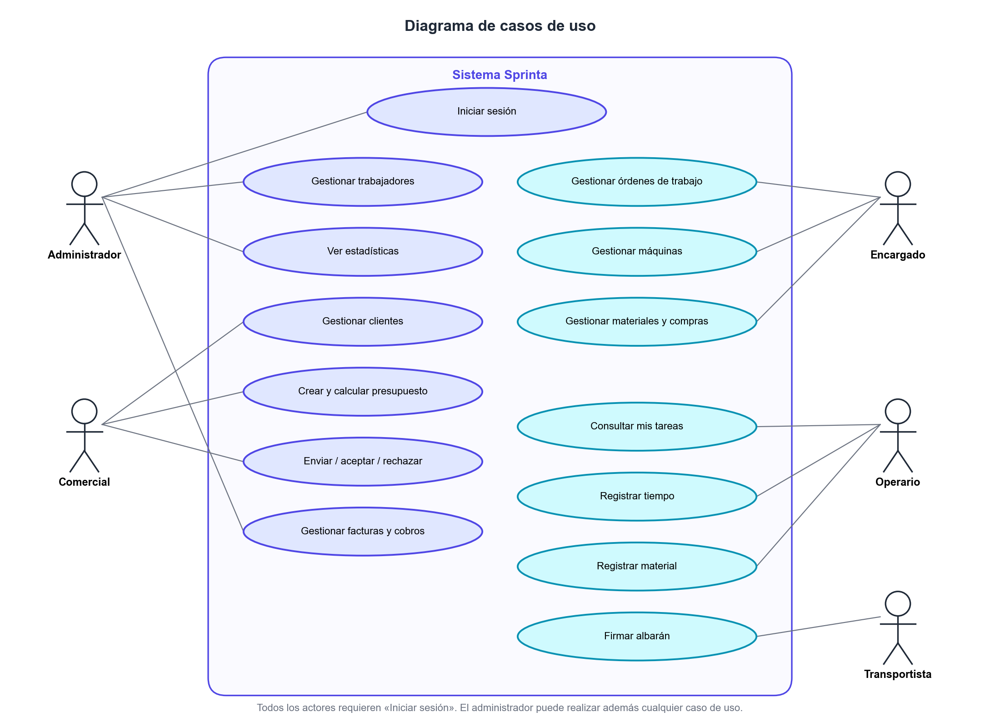 Diagrama de casos de uso
Sistema Sprinta
Iniciar sesión
Gestionar trabajadores
Gestionar órdenes de trabajo
Ver estadísticas
Gestionar máquinas
Administrador
Encargado
Gestionar clientes
Gestionar materiales y compras
Crear y calcular presupuesto
Consultar mis tareas
Enviar / aceptar / rechazar
Comercial
Operario
Registrar tiempo
Gestionar facturas y cobros
Registrar material
Firmar albarán
Transportista
Todos los actores requieren «Iniciar sesión». El administrador puede realizar además cualquier caso de uso.